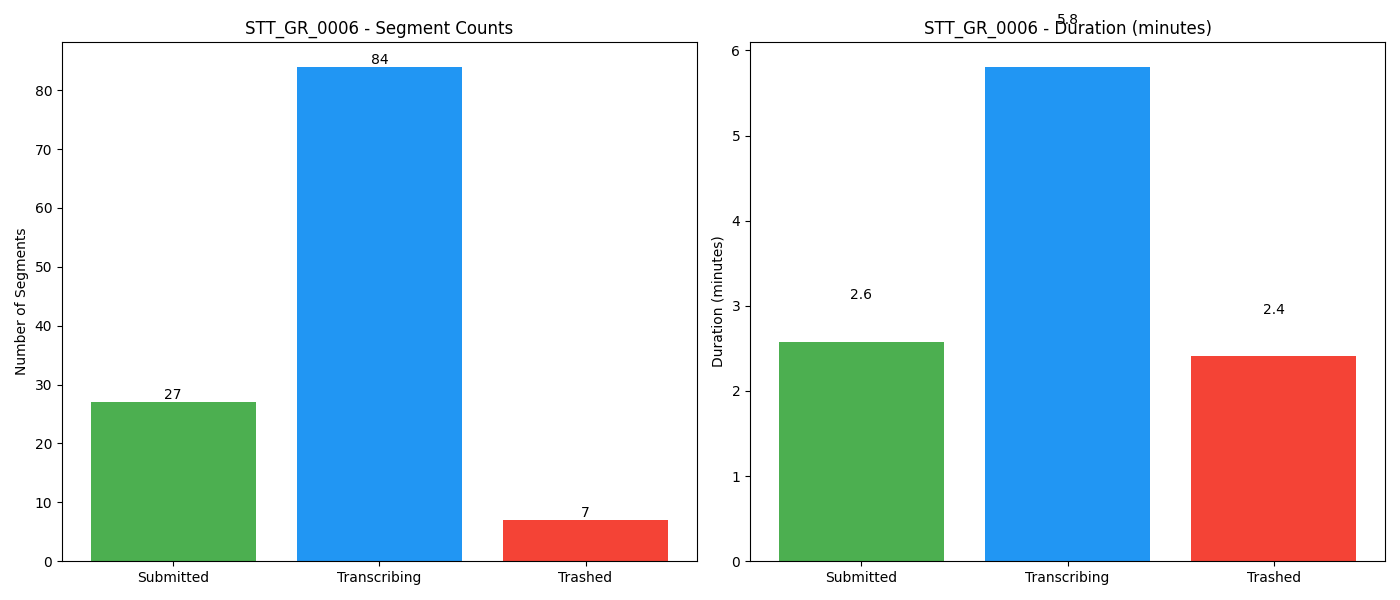 STT_GR_0006 - Segment Counts
Number of Segments
80
70
60
50
40
30
20
10
0
84
27
7
Submitted
Transcribing
Trashed
STT_GR_0006 - Duration (minutes)
Duration (minutes)
6
5
4
3
2
1
0
5.8
2.6
2.4
Submitted
Transcribing
Trashed